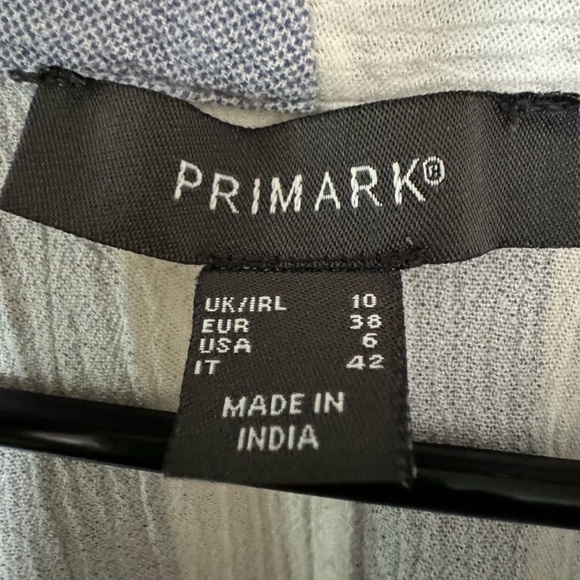 PRIMARK®
UK/IRL 10
EUR 38
USA 6
IT 42
MADE IN
INDIA